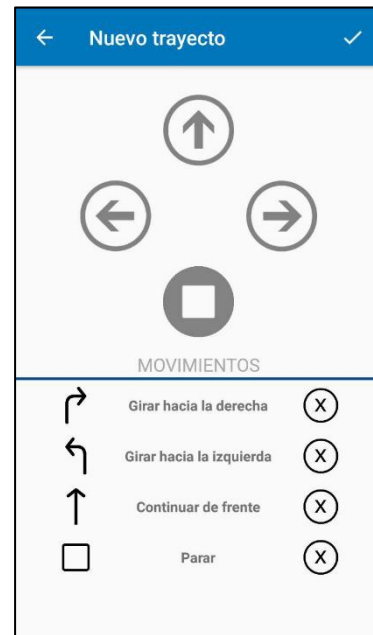 Nuevo trayecto
MOVIMIENTOS
Girar hacia la derecha X
Girar hacia la izquierda X
Continuar de frente X
Parar X